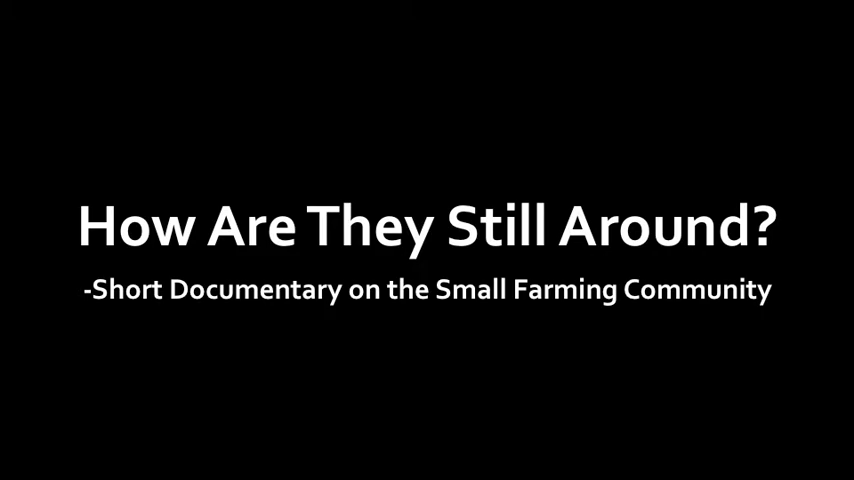 How Are They Still Around?
-Short Documentary on the Small Farming Community